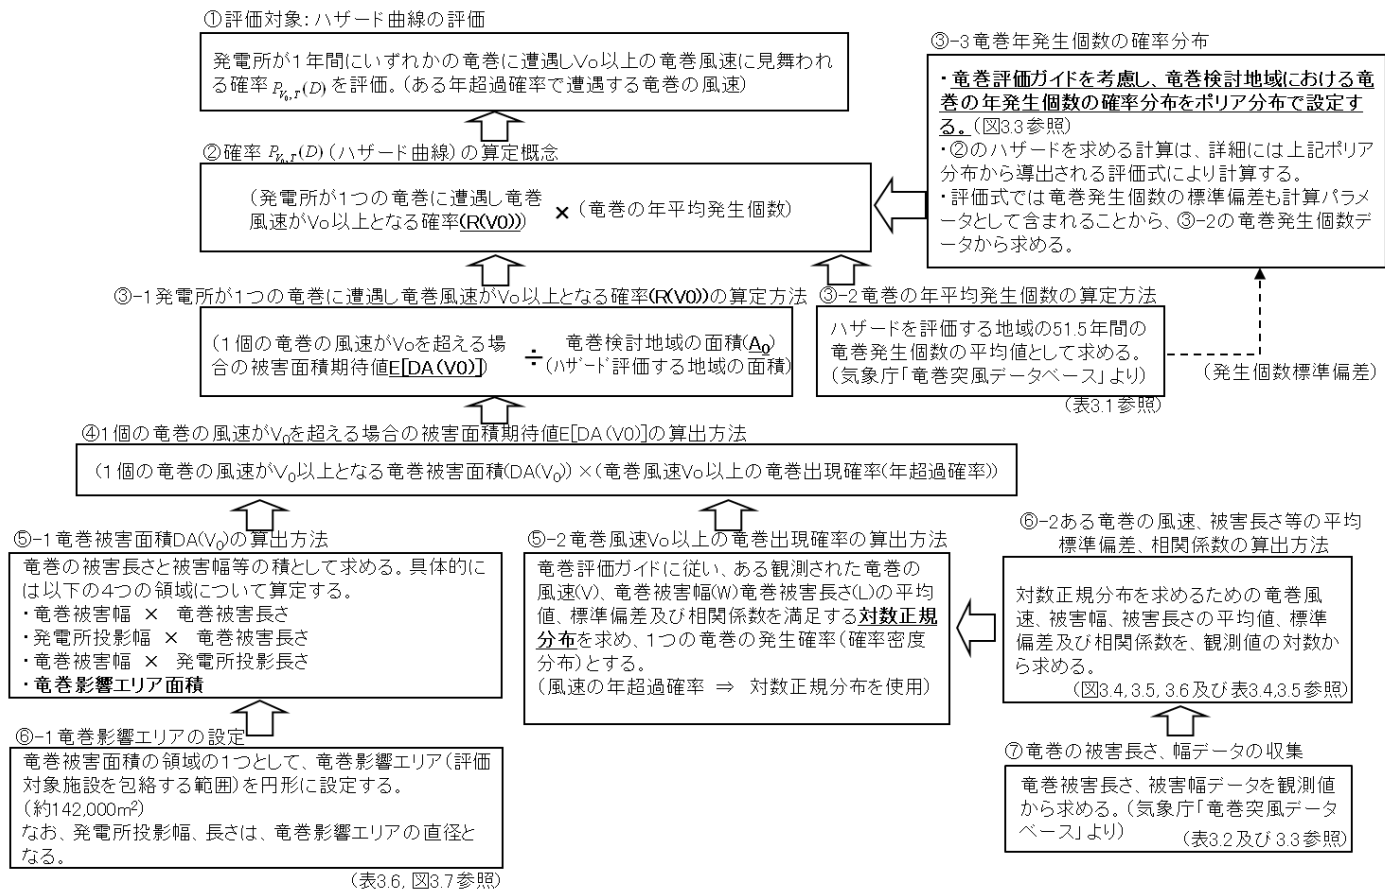 ①評価対象：ハザード曲線の評価
発電所が1年間にいずれかの竜巻に遭遇しVo以上の竜巻風速に見舞われ
る確率 P_{V_0,T}(D) を評価。（ある年超過確率で遭遇する竜巻の風速）
②確率 P_{V_0,T}(D)（ハザード曲線）の算定概念
（発電所が1つの竜巻に遭遇し竜巻
風速がVo以上となる確率(R(V0))） × （竜巻の年平均発生個数）
③-3竜巻年発生個数の確率分布
・竜巻評価ガイドを考慮し、竜巻検討地域における竜
巻の年発生個数の確率分布をポリア分布で設定す
る。（図3.3参照）
・②のハザードを求める計算は、詳細には上記ポリア
分布から導出される評価式により計算する。
・評価式では竜巻発生個数の標準偏差も計算パラメ
ータとして含まれることから、③-2の竜巻発生個数デ
ータから求める。
③-1発電所が1つの竜巻に遭遇し竜巻風速がVo以上となる確率(R(V0))の算定方法
（1個の竜巻の風速がVoを超える場
合の被害面積期待値E[DA(V0)]） ÷ 竜巻検討地域の面積(A₀)
（ﾊｻﾞｰﾄﾞ評価する地域の面積）
③-2竜巻の年平均発生個数の算定方法
ハザードを評価する地域の51.5年間の
竜巻発生個数の平均値として求める。
（気象庁「竜巻突風データベース」より）
（表3.1参照）
（発生個数標準偏差）
④1個の竜巻の風速がV₀を超える場合の被害面積期待値E[DA(V0)]の算出方法
（1個の竜巻の風速がV₀以上となる竜巻被害面積(DA(V₀)）×（竜巻風速Vo以上の竜巻出現確率(年超過確率)）
⑤-1竜巻被害面積DA(V₀)の算出方法
竜巻の被害長さと被害幅等の積として求める。具体的に
は以下の4つの領域について算定する。
・竜巻被害幅 × 竜巻被害長さ
・発電所投影幅 × 竜巻被害長さ
・竜巻被害幅 × 発電所投影長さ
・竜巻影響エリア面積
⑤-2竜巻風速Vo以上の竜巻出現確率の算出方法
竜巻評価ガイドに従い、ある観測された竜巻の
風速(V)、竜巻被害幅(W)竜巻被害長さ(L)の平均
値、標準偏差及び相関係数を満足する対数正規
分布を求め、1つの竜巻の発生確率（確率密度
分布）とする。
（風速の年超過確率 ⇒ 対数正規分布を使用）
⑥-2ある竜巻の風速、被害長さ等の平均
標準偏差、相関係数の算出方法
対数正規分布を求めるための竜巻風
速、被害幅、被害長さの平均値、標準
偏差及び相関係数を、観測値の対数か
ら求める。
（図3.4,3.5,3.6及び表3.4,3.5参照）
⑥-1竜巻影響エリアの設定
竜巻被害面積の領域の1つとして、竜巻影響エリア（評価
対象施設を包絡する範囲）を円形に設定する。
（約142,000m²）
なお、発電所投影幅、長さは、竜巻影響エリアの直径と
なる。
（表3.6, 図3.7参照）
⑦竜巻の被害長さ、幅データの収集
竜巻被害長さ、被害幅データを観測値
から求める。（気象庁「竜巻突風データ
ベース」より）
（表3.2及び3.3参照）